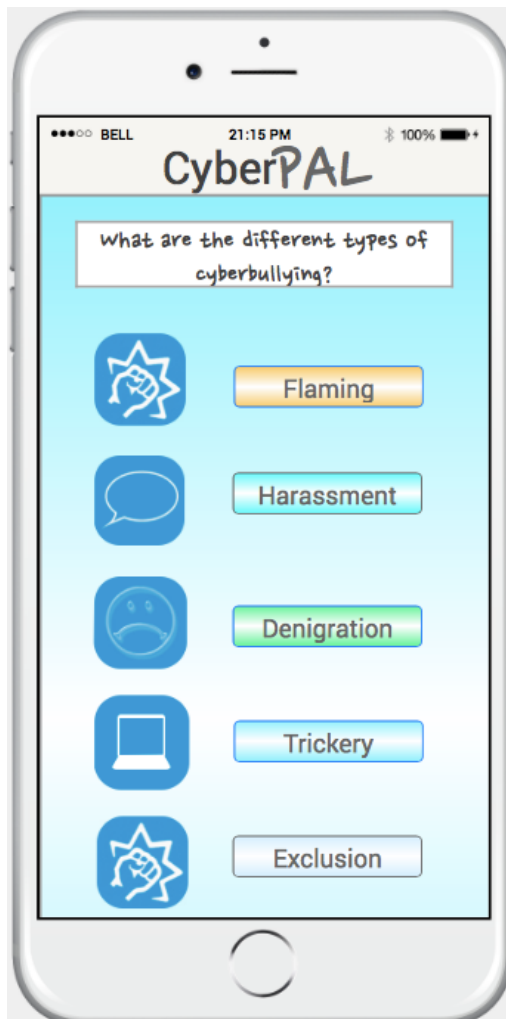 BELL 21:15 PM 100%
CyberPAL
What are the different types of
cyberbullying?
Flaming
Harassment
Denigration
Trickery
Exclusion